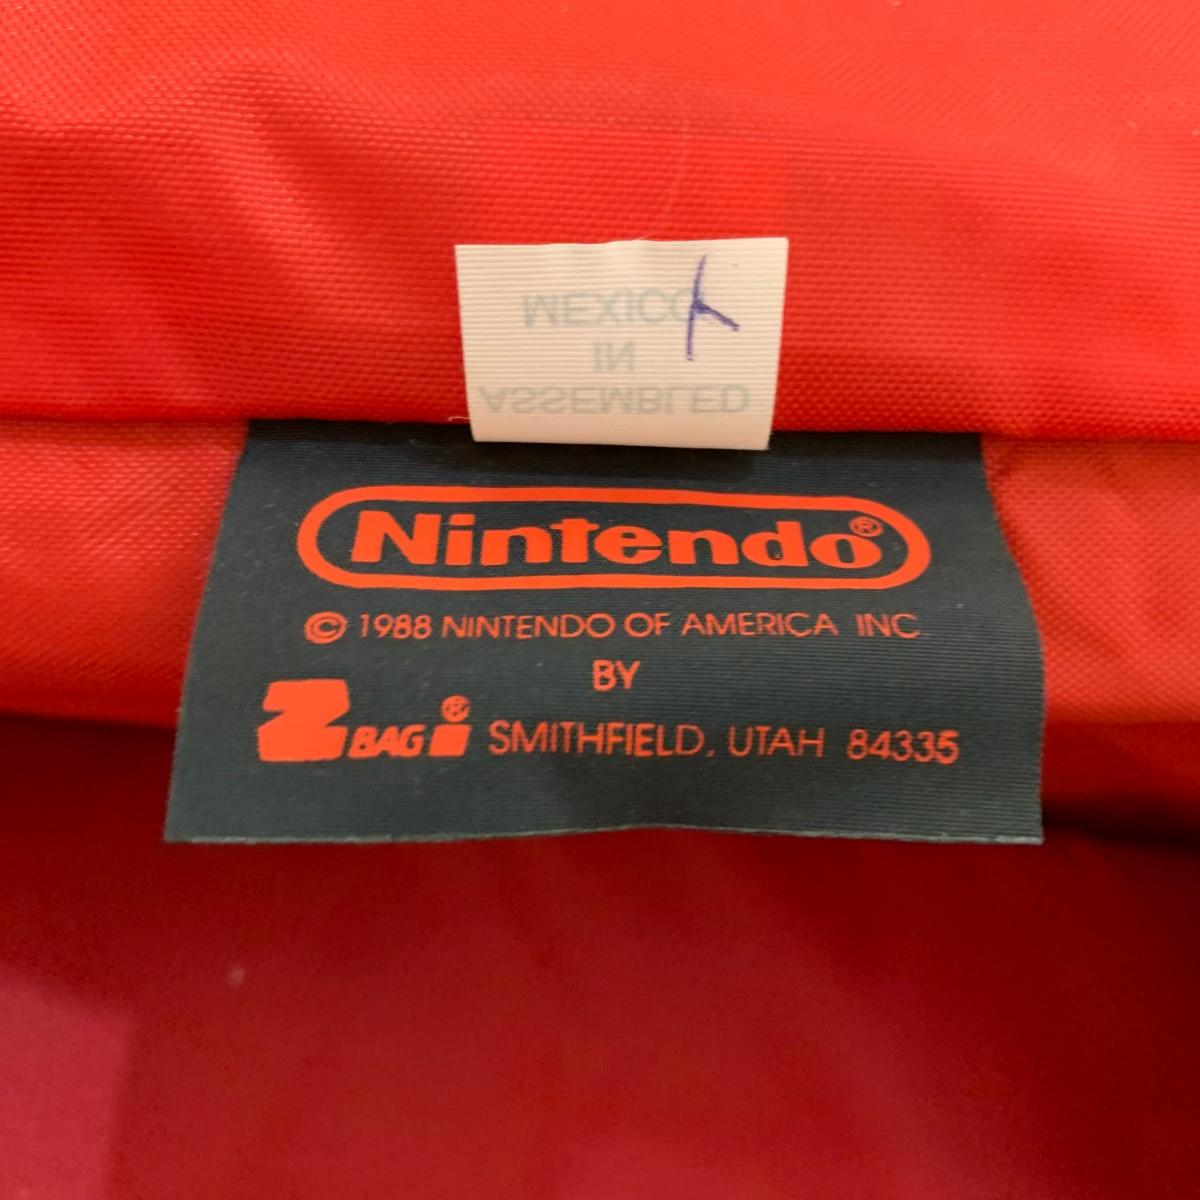 MEXICO
IN
ASSEMBLED
Nintendo®
© 1988 NINTENDO OF AMERICA INC
BY
Z BAG i® SMITHFIELD, UTAH 84335